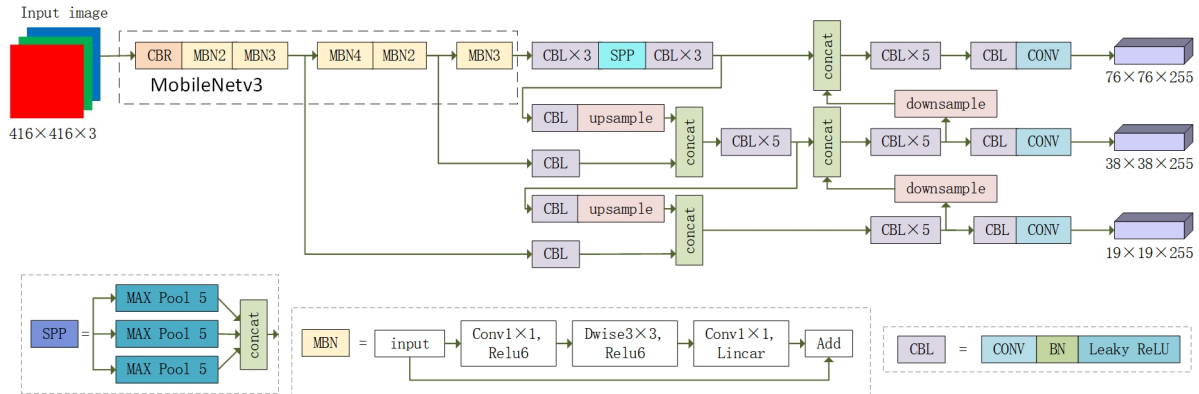 Input image
416×416×3
CBR MBN2 MBN3 MBN4 MBN2 MBN3 CBL×3 SPP CBL×3 concat CBL×5 CBL CONV
MobileNetv3
76×76×255
downsample
CBL upsample concat CBL×5 concat CBL×5 CBL CONV
CBL
38×38×255
downsample
CBL upsample concat CBL×5 CBL CONV
CBL
19×19×255
SPP = MAX Pool 5 MAX Pool 5 MAX Pool 5 concat
MBN = input Conv1×1, Relu6 Dwise3×3, Relu6 Conv1×1, Lincar Add
CBL = CONV BN Leaky ReLU